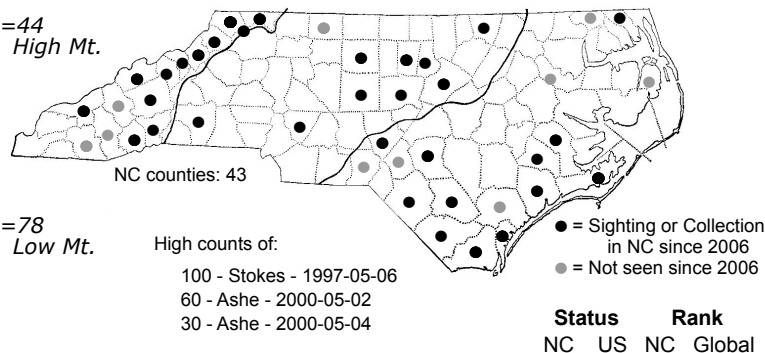 =44
High Mt.
NC counties: 43
=78
Low Mt.
High counts of:
100 - Stokes - 1997-05-06
60 - Ashe - 2000-05-02
30 - Ashe - 2000-05-04
= Sighting or Collection
in NC since 2006
= Not seen since 2006
Status Rank
NC US NC Global